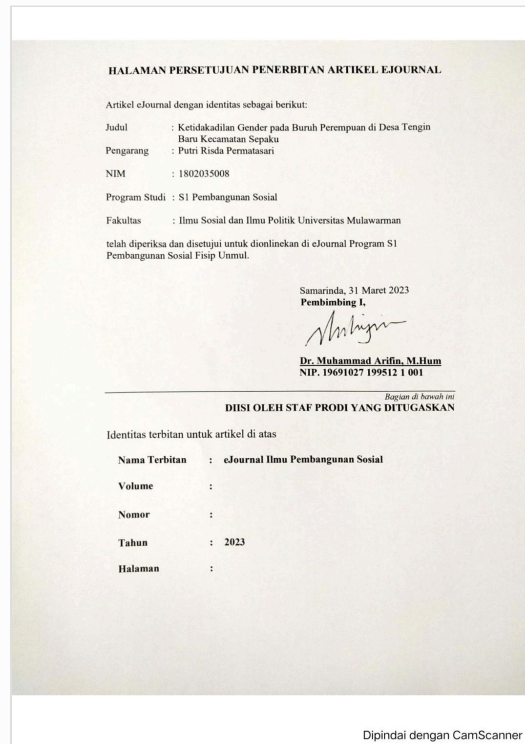 HALAMAN PERSETUJUAN PENERBITAN ARTIKEL EJOURNAL
Artikel eJournal dengan identitas sebagai berikut:
Judul : Ketidakadilan Gender pada Buruh Perempuan di Desa Tengin
Baru Kecamatan Sepaku
Pengarang : Putri Risda Permatasari
NIM : 1802035008
Program Studi : S1 Pembangunan Sosial
Fakultas : Ilmu Sosial dan Ilmu Politik Universitas Mulawarman
telah diperiksa dan disetujui untuk dionlinekan di eJournal Program S1
Pembangunan Sosial Fisip Unmul.
Samarinda, 31 Maret 2023
Pembimbing I,
Dr. Muhammad Arifin, M.Hum
NIP. 19691027 199512 1 001
Bagian di bawah ini
DIISI OLEH STAF PRODI YANG DITUGASKAN
Identitas terbitan untuk artikel di atas
Nama Terbitan : eJournal Ilmu Pembangunan Sosial
Volume :
Nomor :
Tahun : 2023
Halaman :
Dipindai dengan CamScanner